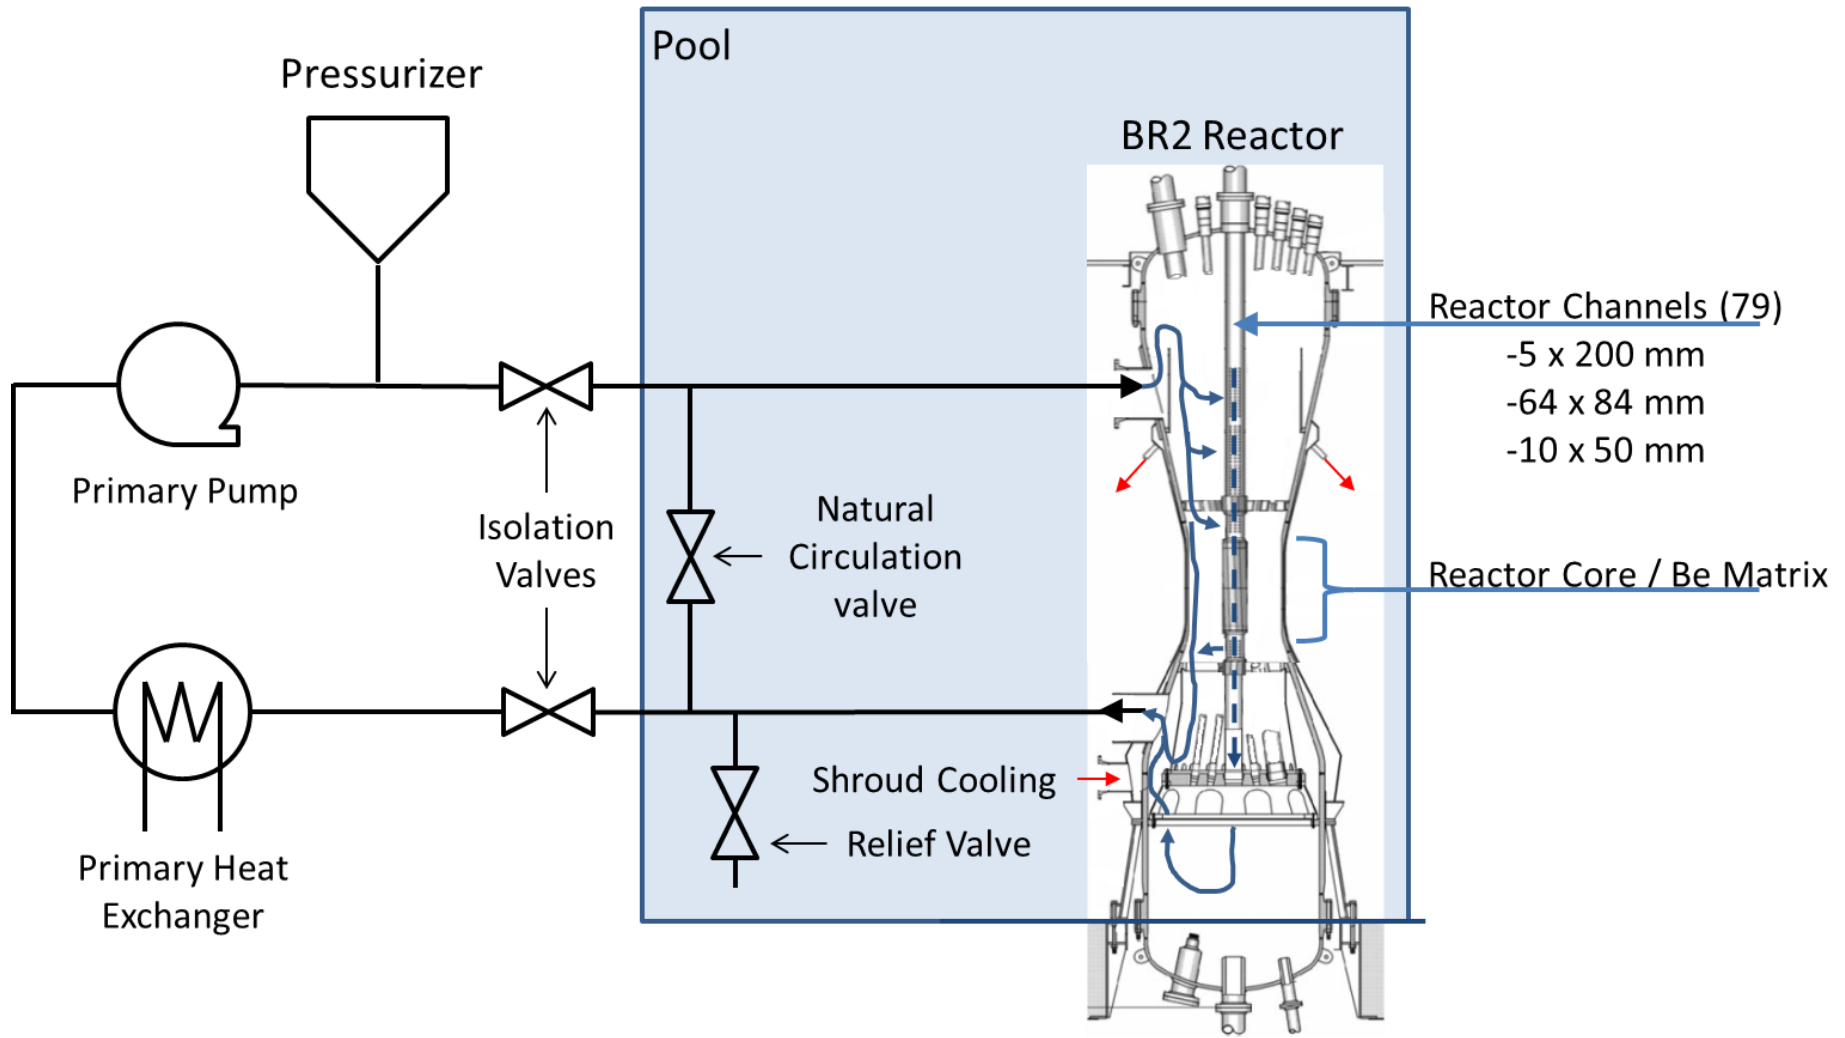 Pool
Pressurizer
BR2 Reactor
Reactor Channels (79)
-5 x 200 mm
-64 x 84 mm
-10 x 50 mm
Primary Pump
Isolation
Valves
Natural
Circulation
valve
Reactor Core / Be Matrix
Shroud Cooling
Relief Valve
Primary Heat
Exchanger